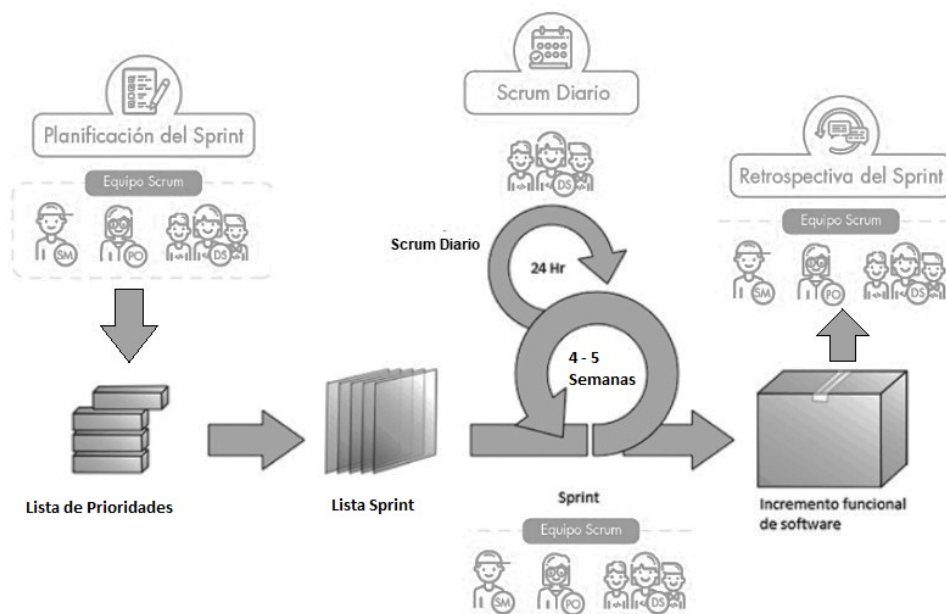 Planificación del Sprint
Equipo Scrum
SM
PO
DS
Scrum Diario
DS
Retrospectiva del Sprint
Equipo Scrum
SM
PO
DS
Scrum Diario
24 Hr
4 - 5
Semanas
Lista de Prioridades
Lista Sprint
Sprint
Equipo Scrum
SM
PO
DS
Incremento funcional
de software